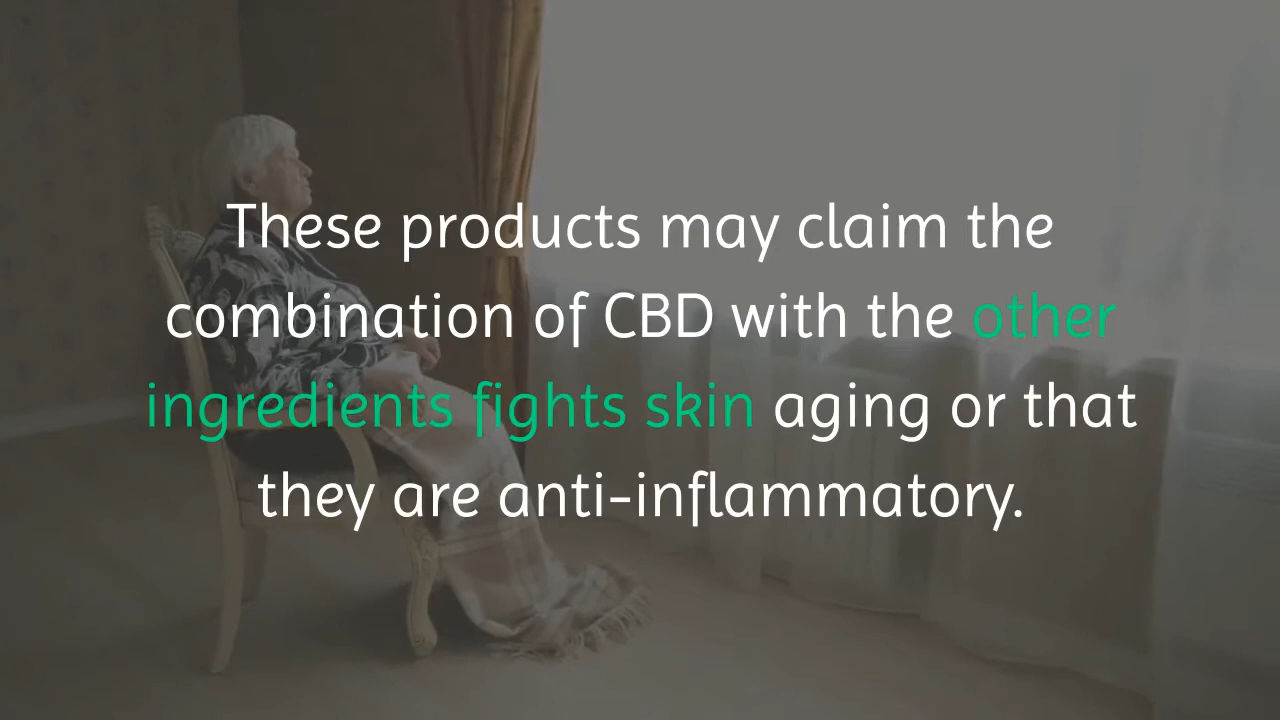 These products may claim the
combination of CBD with the other
ingredients fights skin aging or that
they are anti-inflammatory.